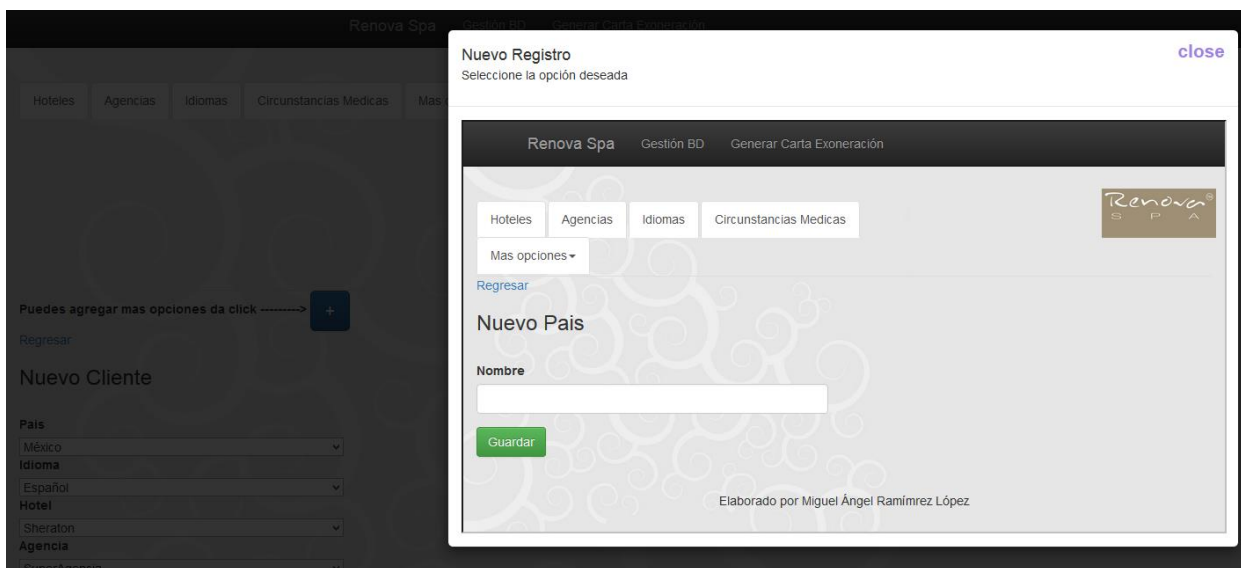 Renova Spa Gestión BD Generar Carta Exoneración
Hoteles Agencias Idiomas Circunstancias Medicas Mas
Puedes agregar mas opciones da click ---------> +
Regresar
Nuevo Cliente
Pais
México
Idioma
Español
Hotel
Sheraton
Agencia
Nuevo Registro
close
Seleccione la opción deseada
Renova Spa Gestión BD Generar Carta Exoneración
Renova®
SPA
Hoteles Agencias Idiomas Circunstancias Medicas
Mas opciones
Regresar
Nuevo Pais
Nombre
Guardar
Elaborado por Miguel Ángel Ramímrez López